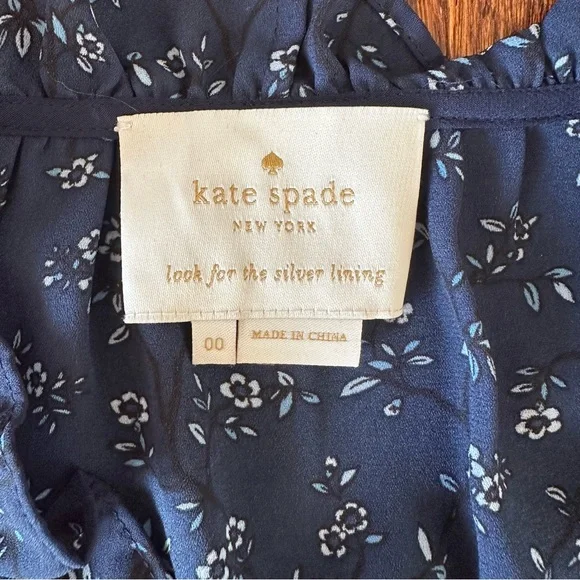 kate spade
NEW YORK
look for the silver lining
00
MADE IN CHINA